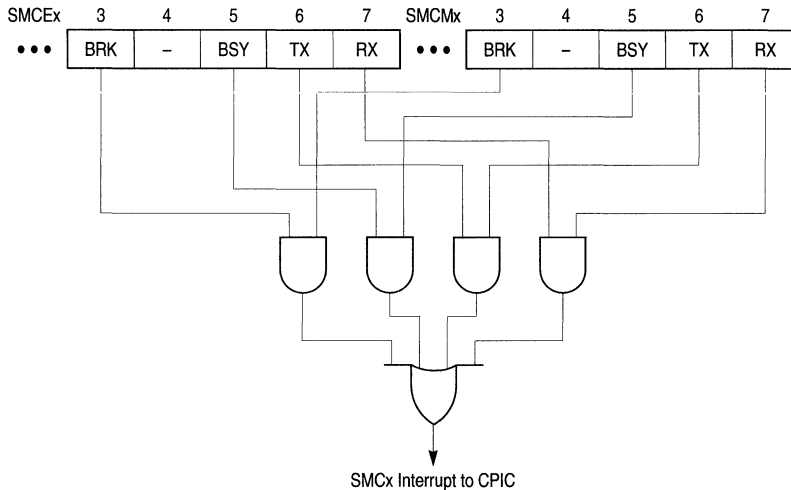 SMCEx 3 4 5 6 7 SMCMx 3 4 5 6 7
••• BRK – BSY TX RX ••• BRK – BSY TX RX
SMCx Interrupt to CPIC